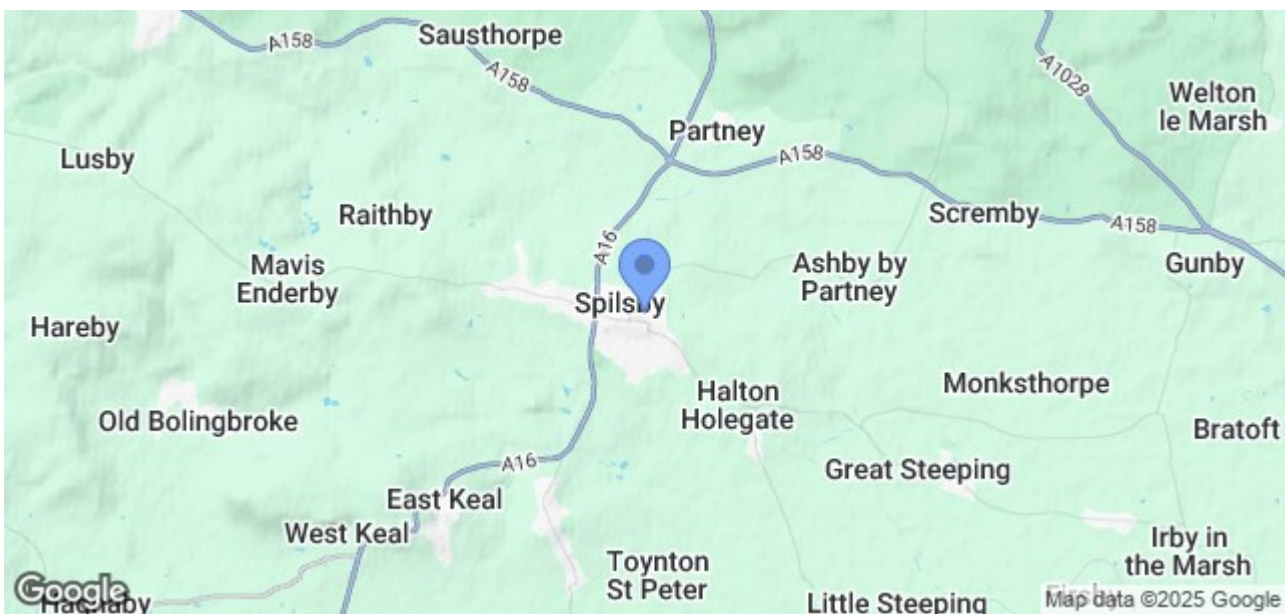 A158
Sausthorpe
A158
A1028
Welton
le Marsh
Partney
Lusby
A158
Raithby
Scremby
A158
A16
Mavis
Enderby
Ashby by
Partney
Gunby
Spilsby
Hareby
Halton
Holegate
Monksthorpe
Old Bolingbroke
Bratoft
A16
Great Steeping
East Keal
West Keal
Irby in
the Marsh
Toynton
St Peter
Google
Little Steeping
Map data ©2025 Google